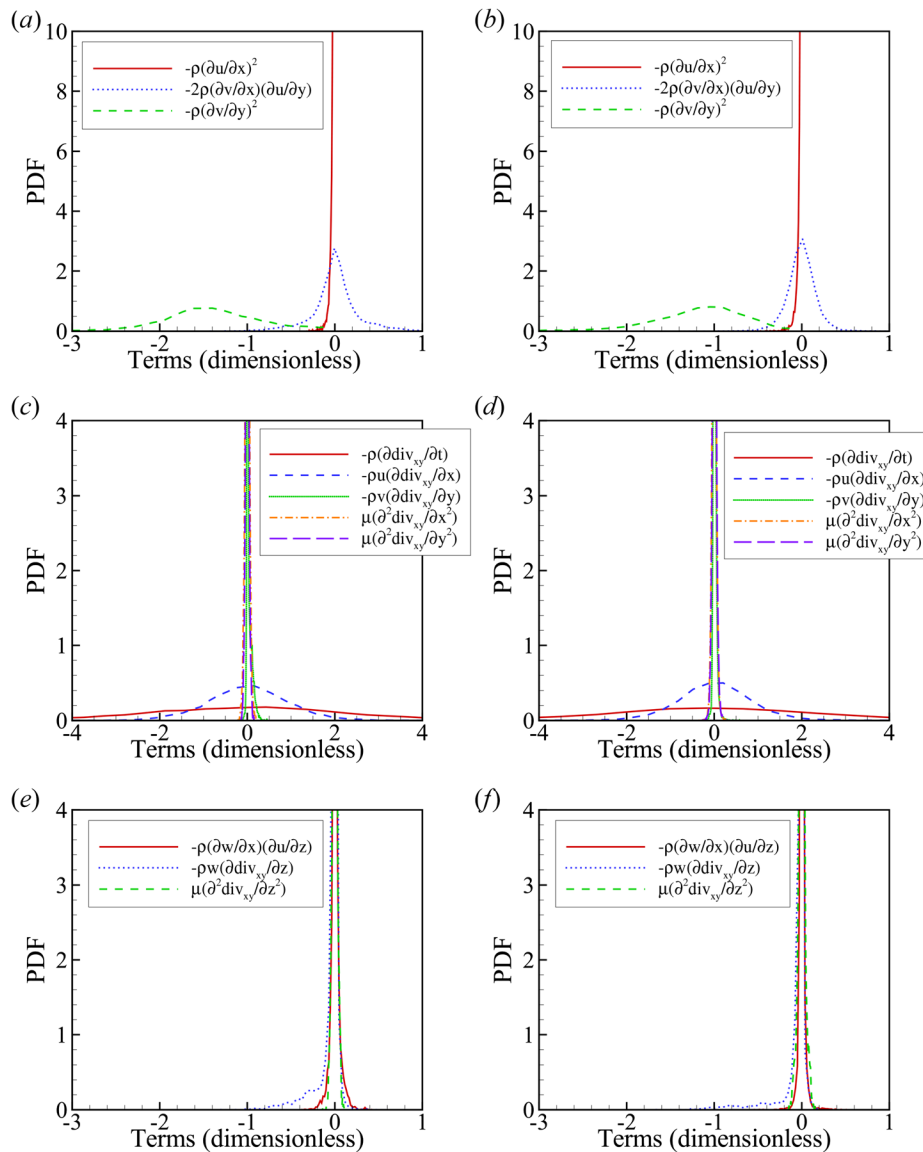 (a)
10
8
6
4
2
0
PDF
-ρ(∂u/∂x)²
-2ρ(∂v/∂x)(∂u/∂y)
-ρ(∂v/∂y)²
-3 -2 -1 0 1
Terms (dimensionless)
(b)
10
8
6
4
2
0
PDF
-ρ(∂u/∂x)²
-2ρ(∂v/∂x)(∂u/∂y)
-ρ(∂v/∂y)²
-3 -2 -1 0 1
Terms (dimensionless)
(c)
4
3
2
1
0
PDF
-ρ(∂div_xy/∂t)
-ρu(∂div_xy/∂x)
-ρv(∂div_xy/∂y)
μ(∂²div_xy/∂x²)
μ(∂²div_xy/∂y²)
-4 -2 0 2 4
Terms (dimensionless)
(d)
4
3
2
1
0
PDF
-ρ(∂div_xy/∂t)
-ρu(∂div_xy/∂x)
-ρv(∂div_xy/∂y)
μ(∂²div_xy/∂x²)
μ(∂²div_xy/∂y²)
-4 -2 0 2 4
Terms (dimensionless)
(e)
4
3
2
1
0
PDF
-ρ(∂w/∂x)(∂u/∂z)
-ρw(∂div_xy/∂z)
μ(∂²div_xy/∂z²)
-3 -2 -1 0 1
Terms (dimensionless)
(f)
4
3
2
1
0
PDF
-ρ(∂w/∂x)(∂u/∂z)
-ρw(∂div_xy/∂z)
μ(∂²div_xy/∂z²)
-3 -2 -1 0 1
Terms (dimensionless)